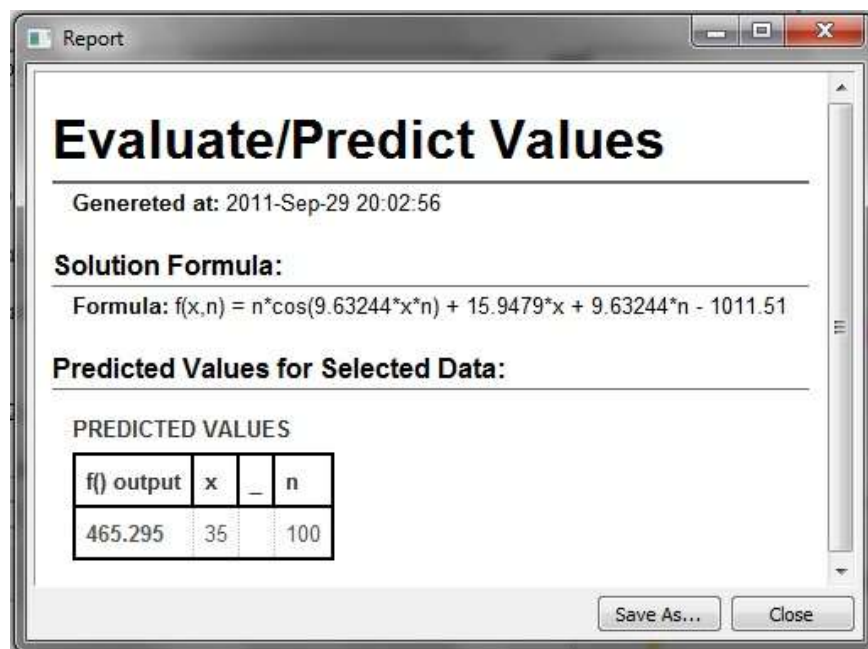 Report
Evaluate/Predict Values
Genereted at: 2011-Sep-29 20:02:56
Solution Formula:
Formula: f(x,n) = n*cos(9.63244*x*n) + 15.9479*x + 9.63244*n - 1011.51
Predicted Values for Selected Data:
PREDICTED VALUES
f() output x _ n
465.295 35 100
Save As... Close